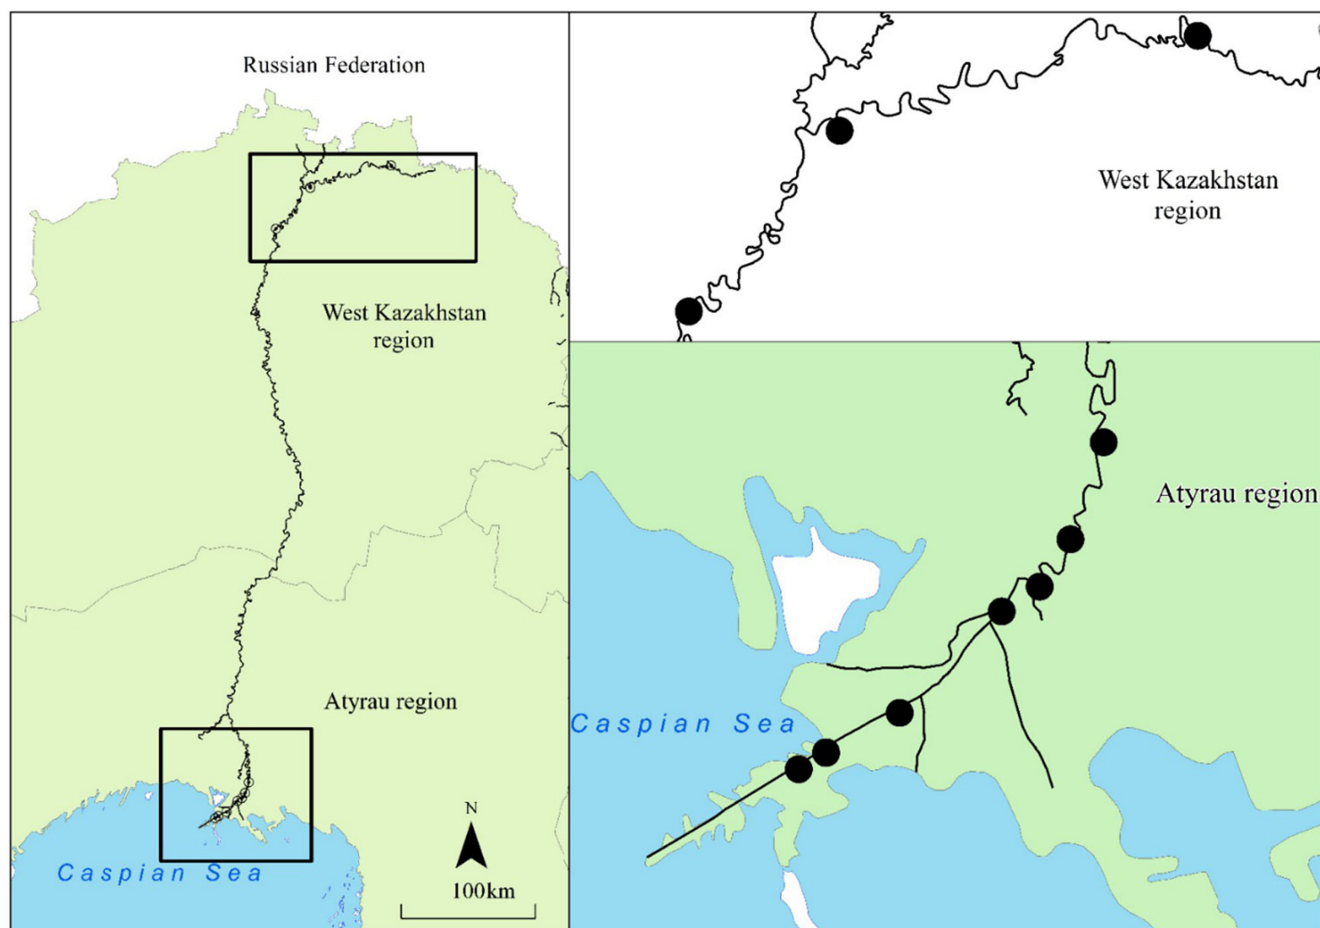 Russian Federation
West Kazakhstan
region
Atyrau region
Caspian Sea
N
100km
West Kazakhstan
region
Atyrau region
Caspian Sea